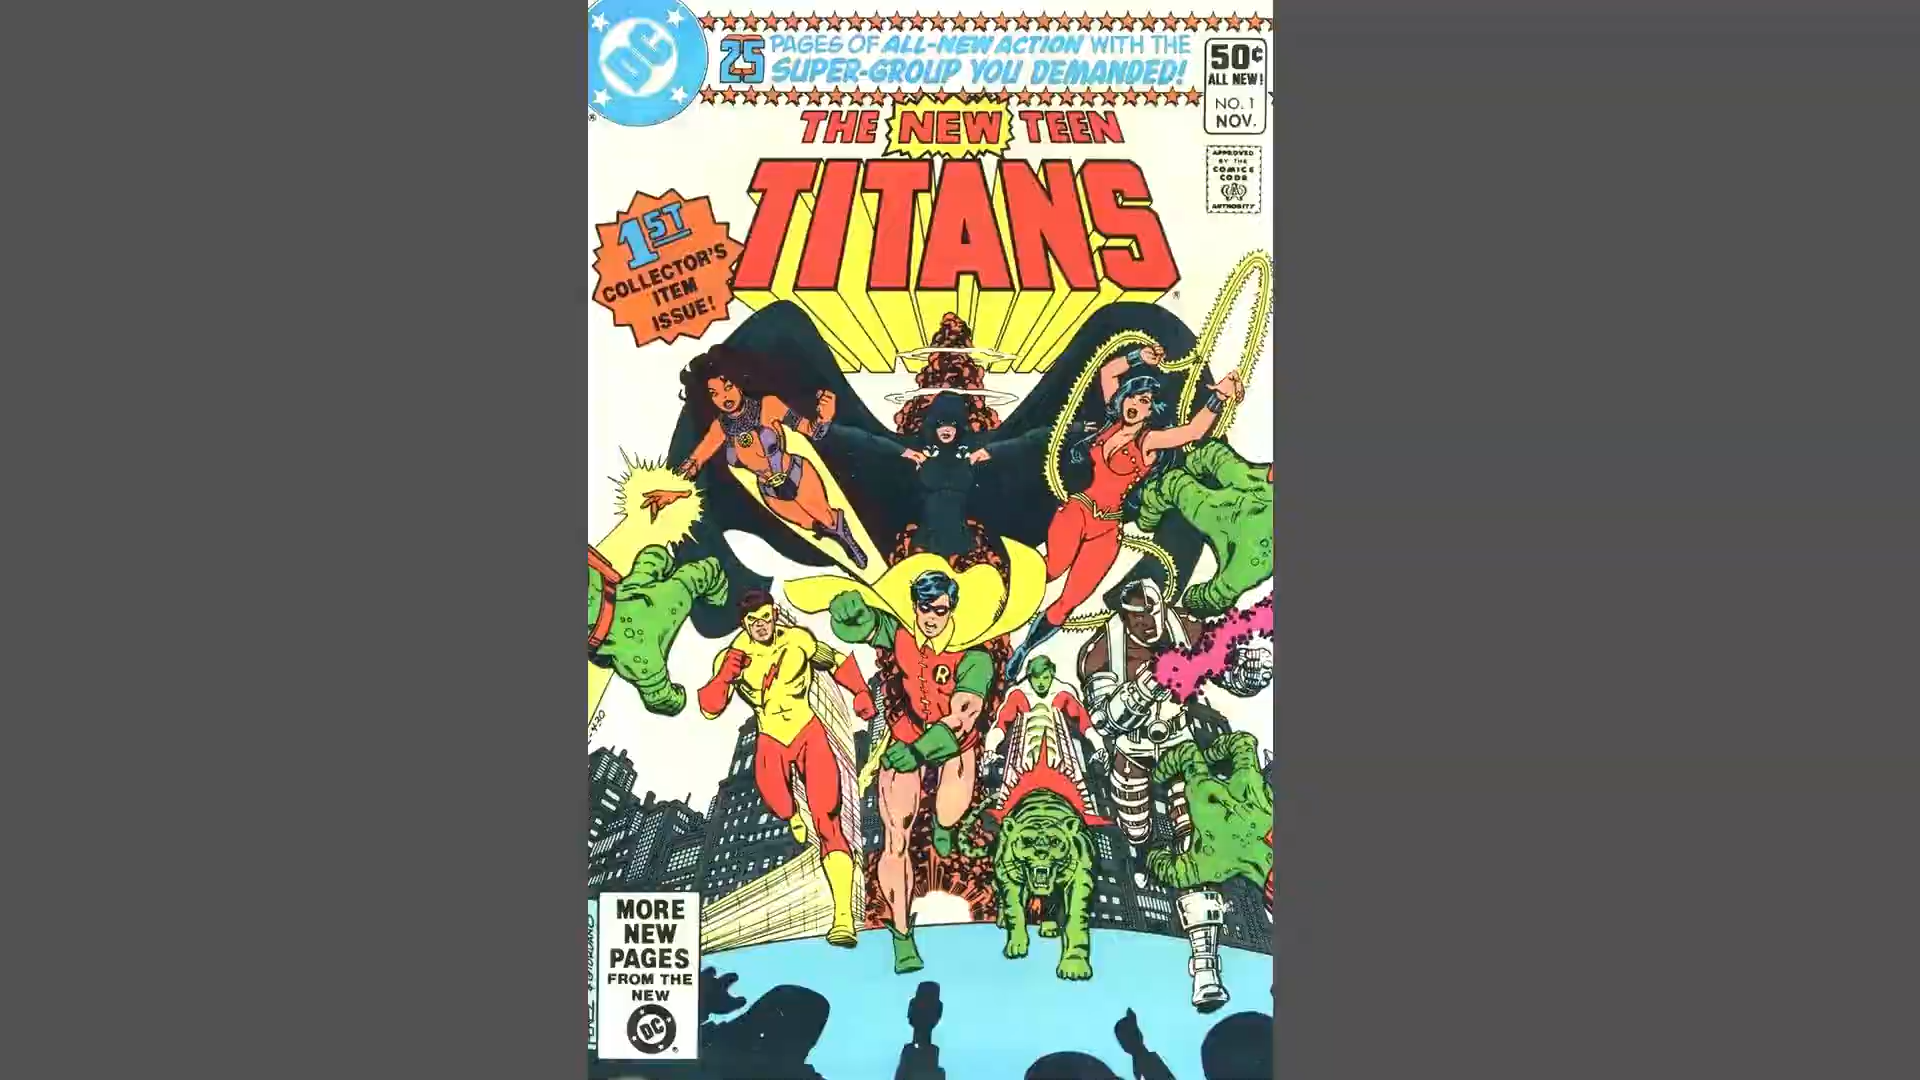 DC
25 PAGES OF ALL-NEW ACTION WITH THE
SUPER-GROUP YOU DEMANDED!
50¢
ALL NEW!
NO. 1
NOV.
APPROVED
BY THE
COMICS
CODE
CA
AUTHORITY
THE NEW TEEN
TITANS
1ST
COLLECTOR'S
ITEM
ISSUE!
R
W
MORE
NEW
PAGES
FROM THE
NEW
DC